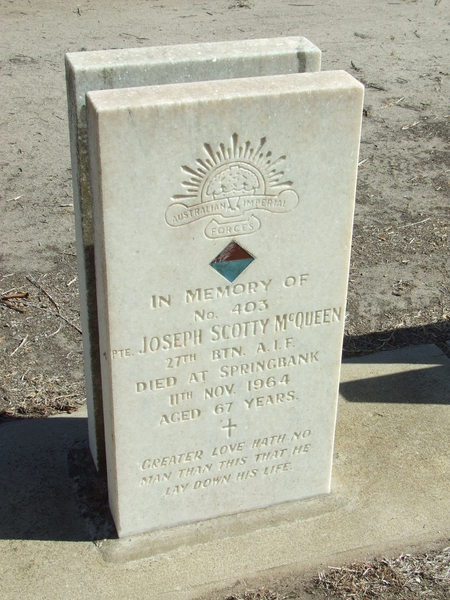 AUSTRALIAN IMPERIAL
FORCES
IN MEMORY OF
No. 403
PTE. JOSEPH SCOTTY McQUEEN
27TH BTN. A.I.F.
DIED AT SPRINGBANK
11TH NOV. 1964
AGED 67 YEARS.
GREATER LOVE HATH NO
MAN THAN THIS THAT HE
LAY DOWN HIS LIFE.